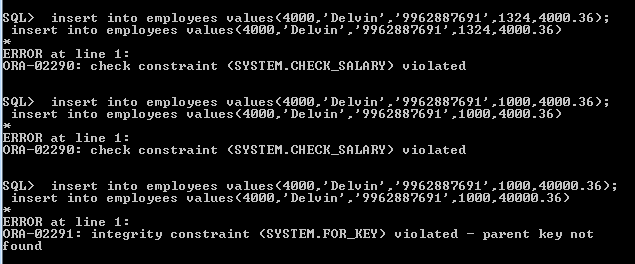 SQL>  insert into employees values(4000,'Delvin','9962887691',1324,4000.36);
 insert into employees values(4000,'Delvin','9962887691',1324,4000.36)
*
ERROR at line 1:
ORA-02290: check constraint (SYSTEM.CHECK_SALARY) violated
SQL>  insert into employees values(4000,'Delvin','9962887691',1000,4000.36);
 insert into employees values(4000,'Delvin','9962887691',1000,4000.36)
*
ERROR at line 1:
ORA-02290: check constraint (SYSTEM.CHECK_SALARY) violated
SQL>  insert into employees values(4000,'Delvin','9962887691',1000,40000.36);
 insert into employees values(4000,'Delvin','9962887691',1000,40000.36)
*
ERROR at line 1:
ORA-02291: integrity constraint (SYSTEM.FOR_KEY) violated - parent key not
found